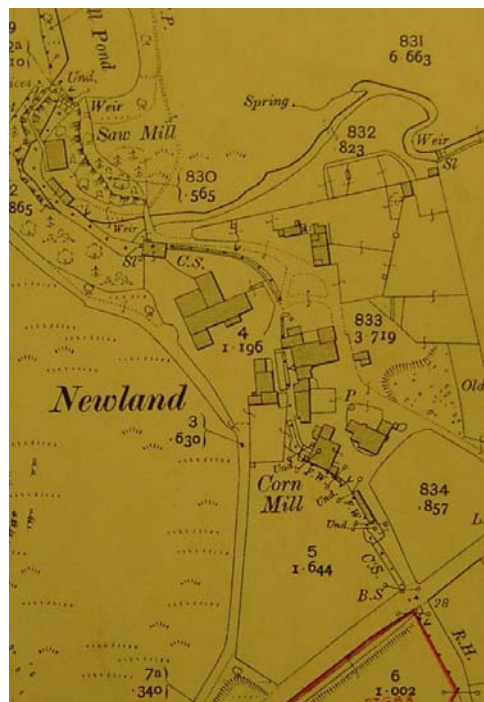 831
6·663
Und.
Weir
Pond
Spring
Saw Mill
832
·823
Weir
Sl
830
·565
865
Weir
Sl
C.S.
4
1·196
833
3·719
Newland
3
·630
P
Old
Und.
F.W.
Corn
Mill
Und.
F.W.
Und.
834
·857
5
1·644
C.S.
B.S
28
R.H.
7a
·340
6
1·002